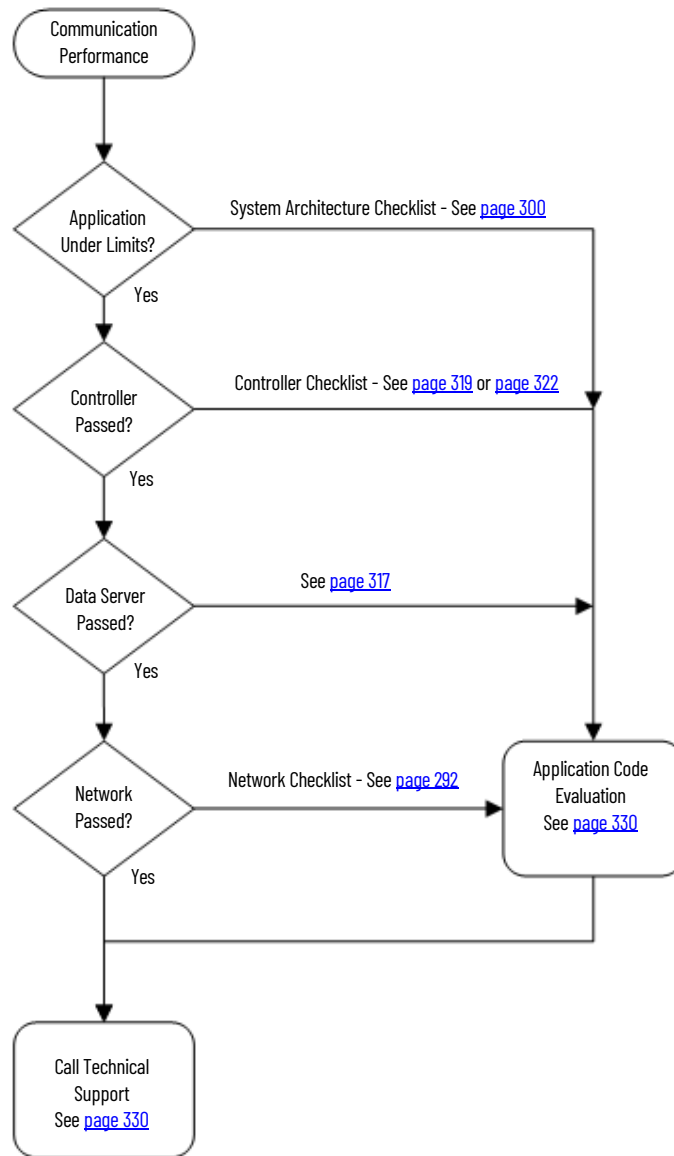 Communication
Performance
Application
Under Limits?
System Architecture Checklist - See page 300
Yes
Controller
Passed?
Controller Checklist - See page 319 or page 322
Yes
Data Server
Passed?
See page 317
Yes
Network
Passed?
Network Checklist - See page 292
Application Code
Evaluation
See page 330
Yes
Call Technical
Support
See page 330